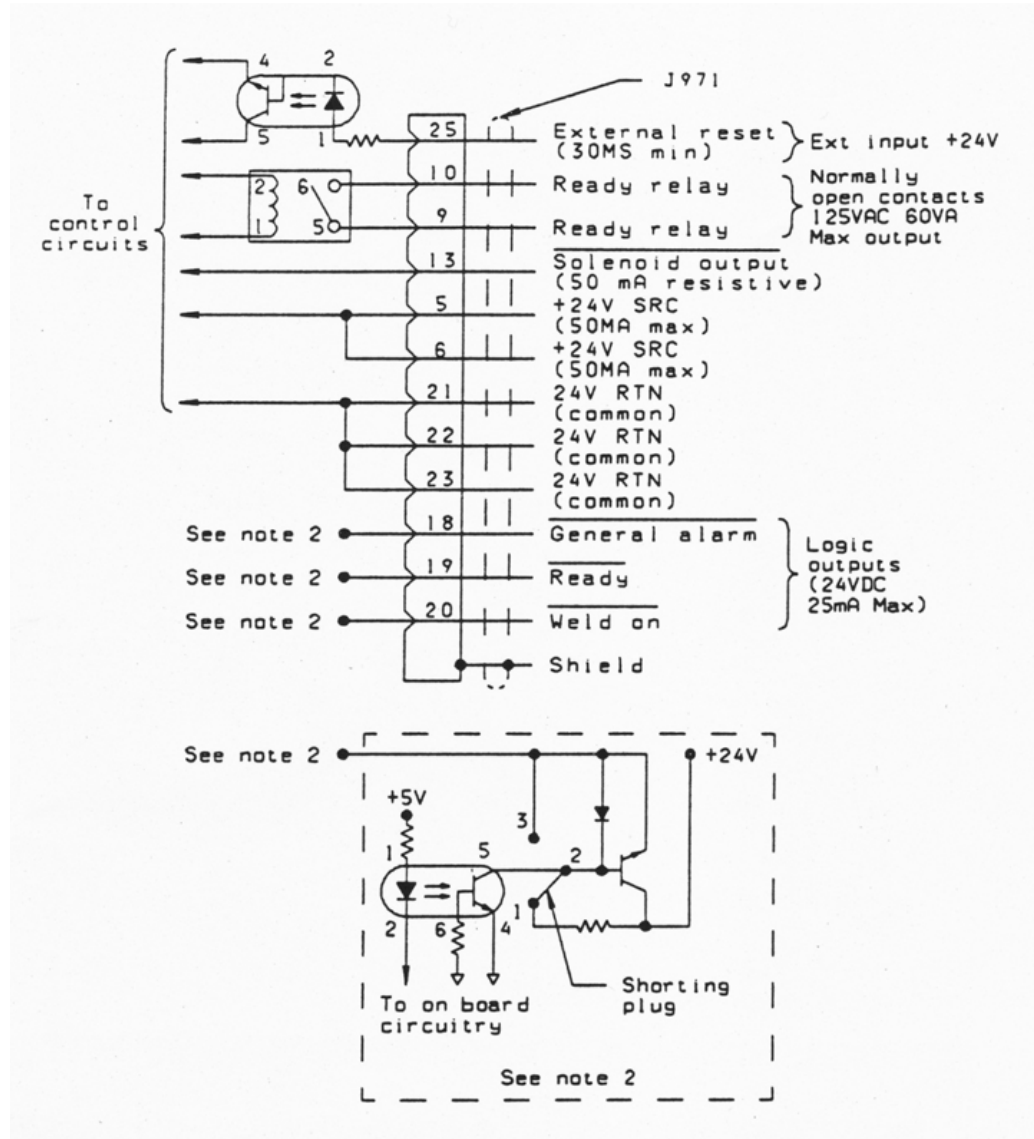 J971
4 2
5 1
25
External reset
(30MS min)
Ext input +24V
To
control
circuits
2 6
1 5
10
Ready relay
9
Ready relay
Normally
open contacts
125VAC 60VA
Max output
13
Solenoid output
(50 mA resistive)
5
+24V SRC
(50MA max)
6
+24V SRC
(50MA max)
21
24V RTN
(common)
22
24V RTN
(common)
23
24V RTN
(common)
See note 2
18
General alarm
See note 2
19
Ready
See note 2
20
Weld on
Logic
outputs
(24VDC
25mA Max)
Shield
See note 2
+24V
+5V
3
1 5 2
2 6 4 1
To on board
circuitry
Shorting
plug
See note 2